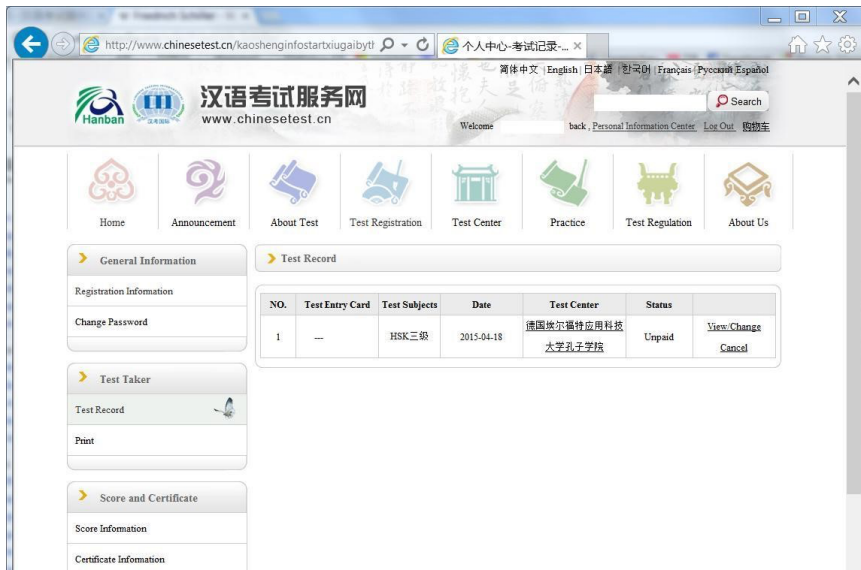 http://www.chinesetest.cn/kaoshenginfostartxiugaibyth
个人中心-考试记录-...
简体中文 | English | 日本語 | 한국어 | Français | Русский Español
Hanban
汉考国际
汉语考试服务网
www.chinesetest.cn
Search
Welcome back , Personal Information Center Log Out 购物车
Home Announcement About Test Test Registration Test Center Practice Test Regulation About Us
General Information
Registration Information
Change Password
Test Taker
Test Record
Print
Score and Certificate
Score Information
Certificate Information
Test Record
NO. Test Entry Card Test Subjects Date Test Center Status
1 --- HSK三级 2015-04-18 德国埃尔福特应用科技大学孔子学院 Unpaid View/Change
Cancel